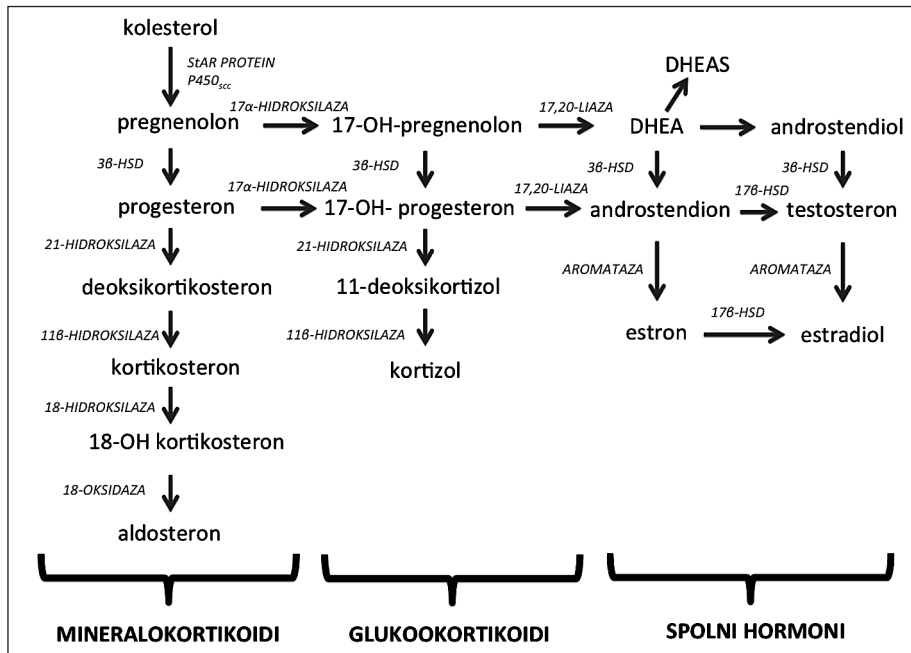 kolesterol
StAR PROTEIN
P450scc
DHEAS
17α-HIDROKSILAZA
17,20-LIAZA
pregnenolon
17-OH-pregnenolon
DHEA
androstendiol
3β-HSD
3β-HSD
3β-HSD
3β-HSD
17α-HIDROKSILAZA
17,20-LIAZA
17β-HSD
progesteron
17-OH- progesteron
androstendion
testosteron
21-HIDROKSILAZA
21-HIDROKSILAZA
AROMATAZA
AROMATAZA
deoksikortikosteron
11-deoksikortizol
11β-HIDROKSILAZA
11β-HIDROKSILAZA
17β-HSD
estron
estradiol
kortikosteron
kortizol
18-HIDROKSILAZA
18-OH kortikosteron
18-OKSIDAZA
aldosteron
MINERALOKORTIKOIDI
GLUKOOKORTIKOIDI
SPOLNI HORMONI